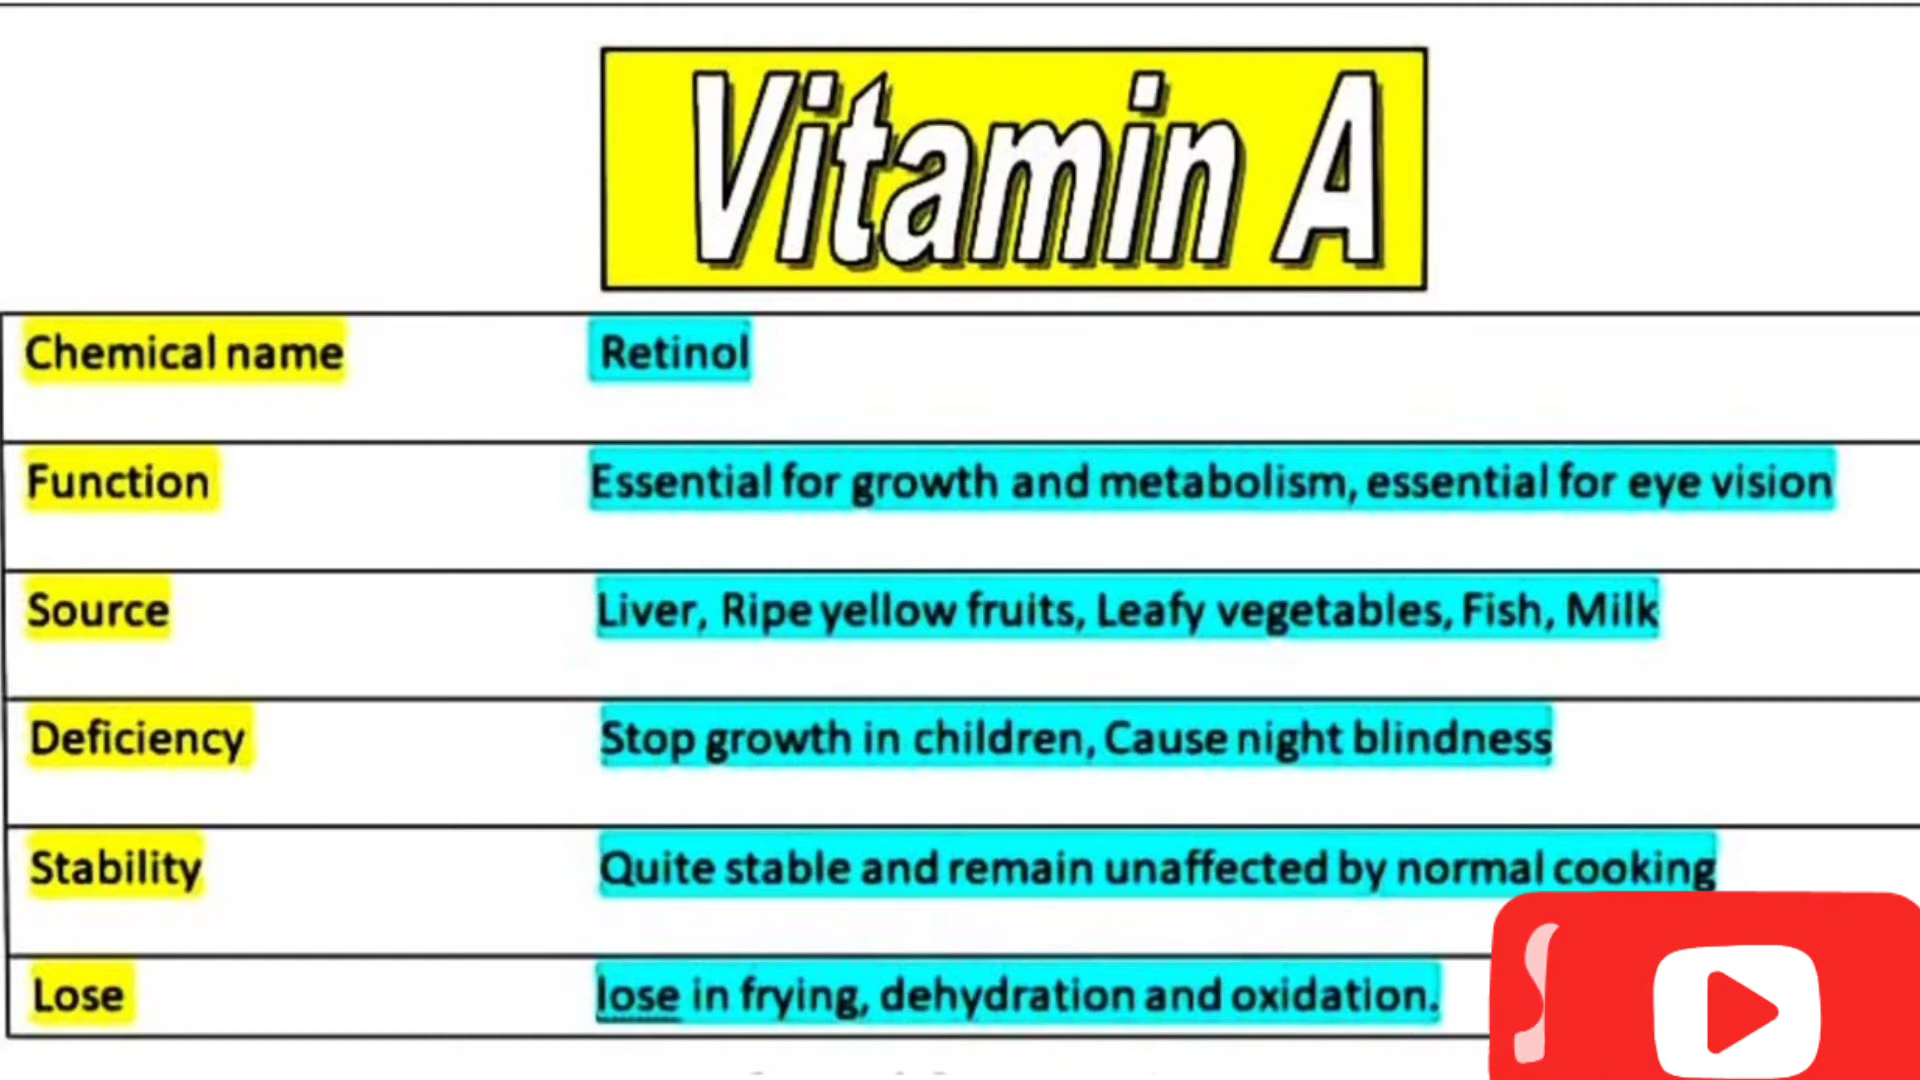 Vitamin A
Chemical name Retinol
Function Essential for growth and metabolism, essential for eye vision
Source Liver, Ripe yellow fruits, Leafy vegetables, Fish, Milk
Deficiency Stop growth in children, Cause night blindness
Stability Quite stable and remain unaffected by normal cooking
Lose lose in frying, dehydration and oxidation.